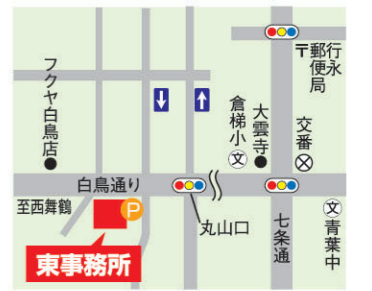 〒行永
郵便局
フクヤ白鳥店
倉梯小
文
大雲寺
交番
白鳥通り
至西舞鶴
P
丸山口
七条通
文
青葉中
東事務所